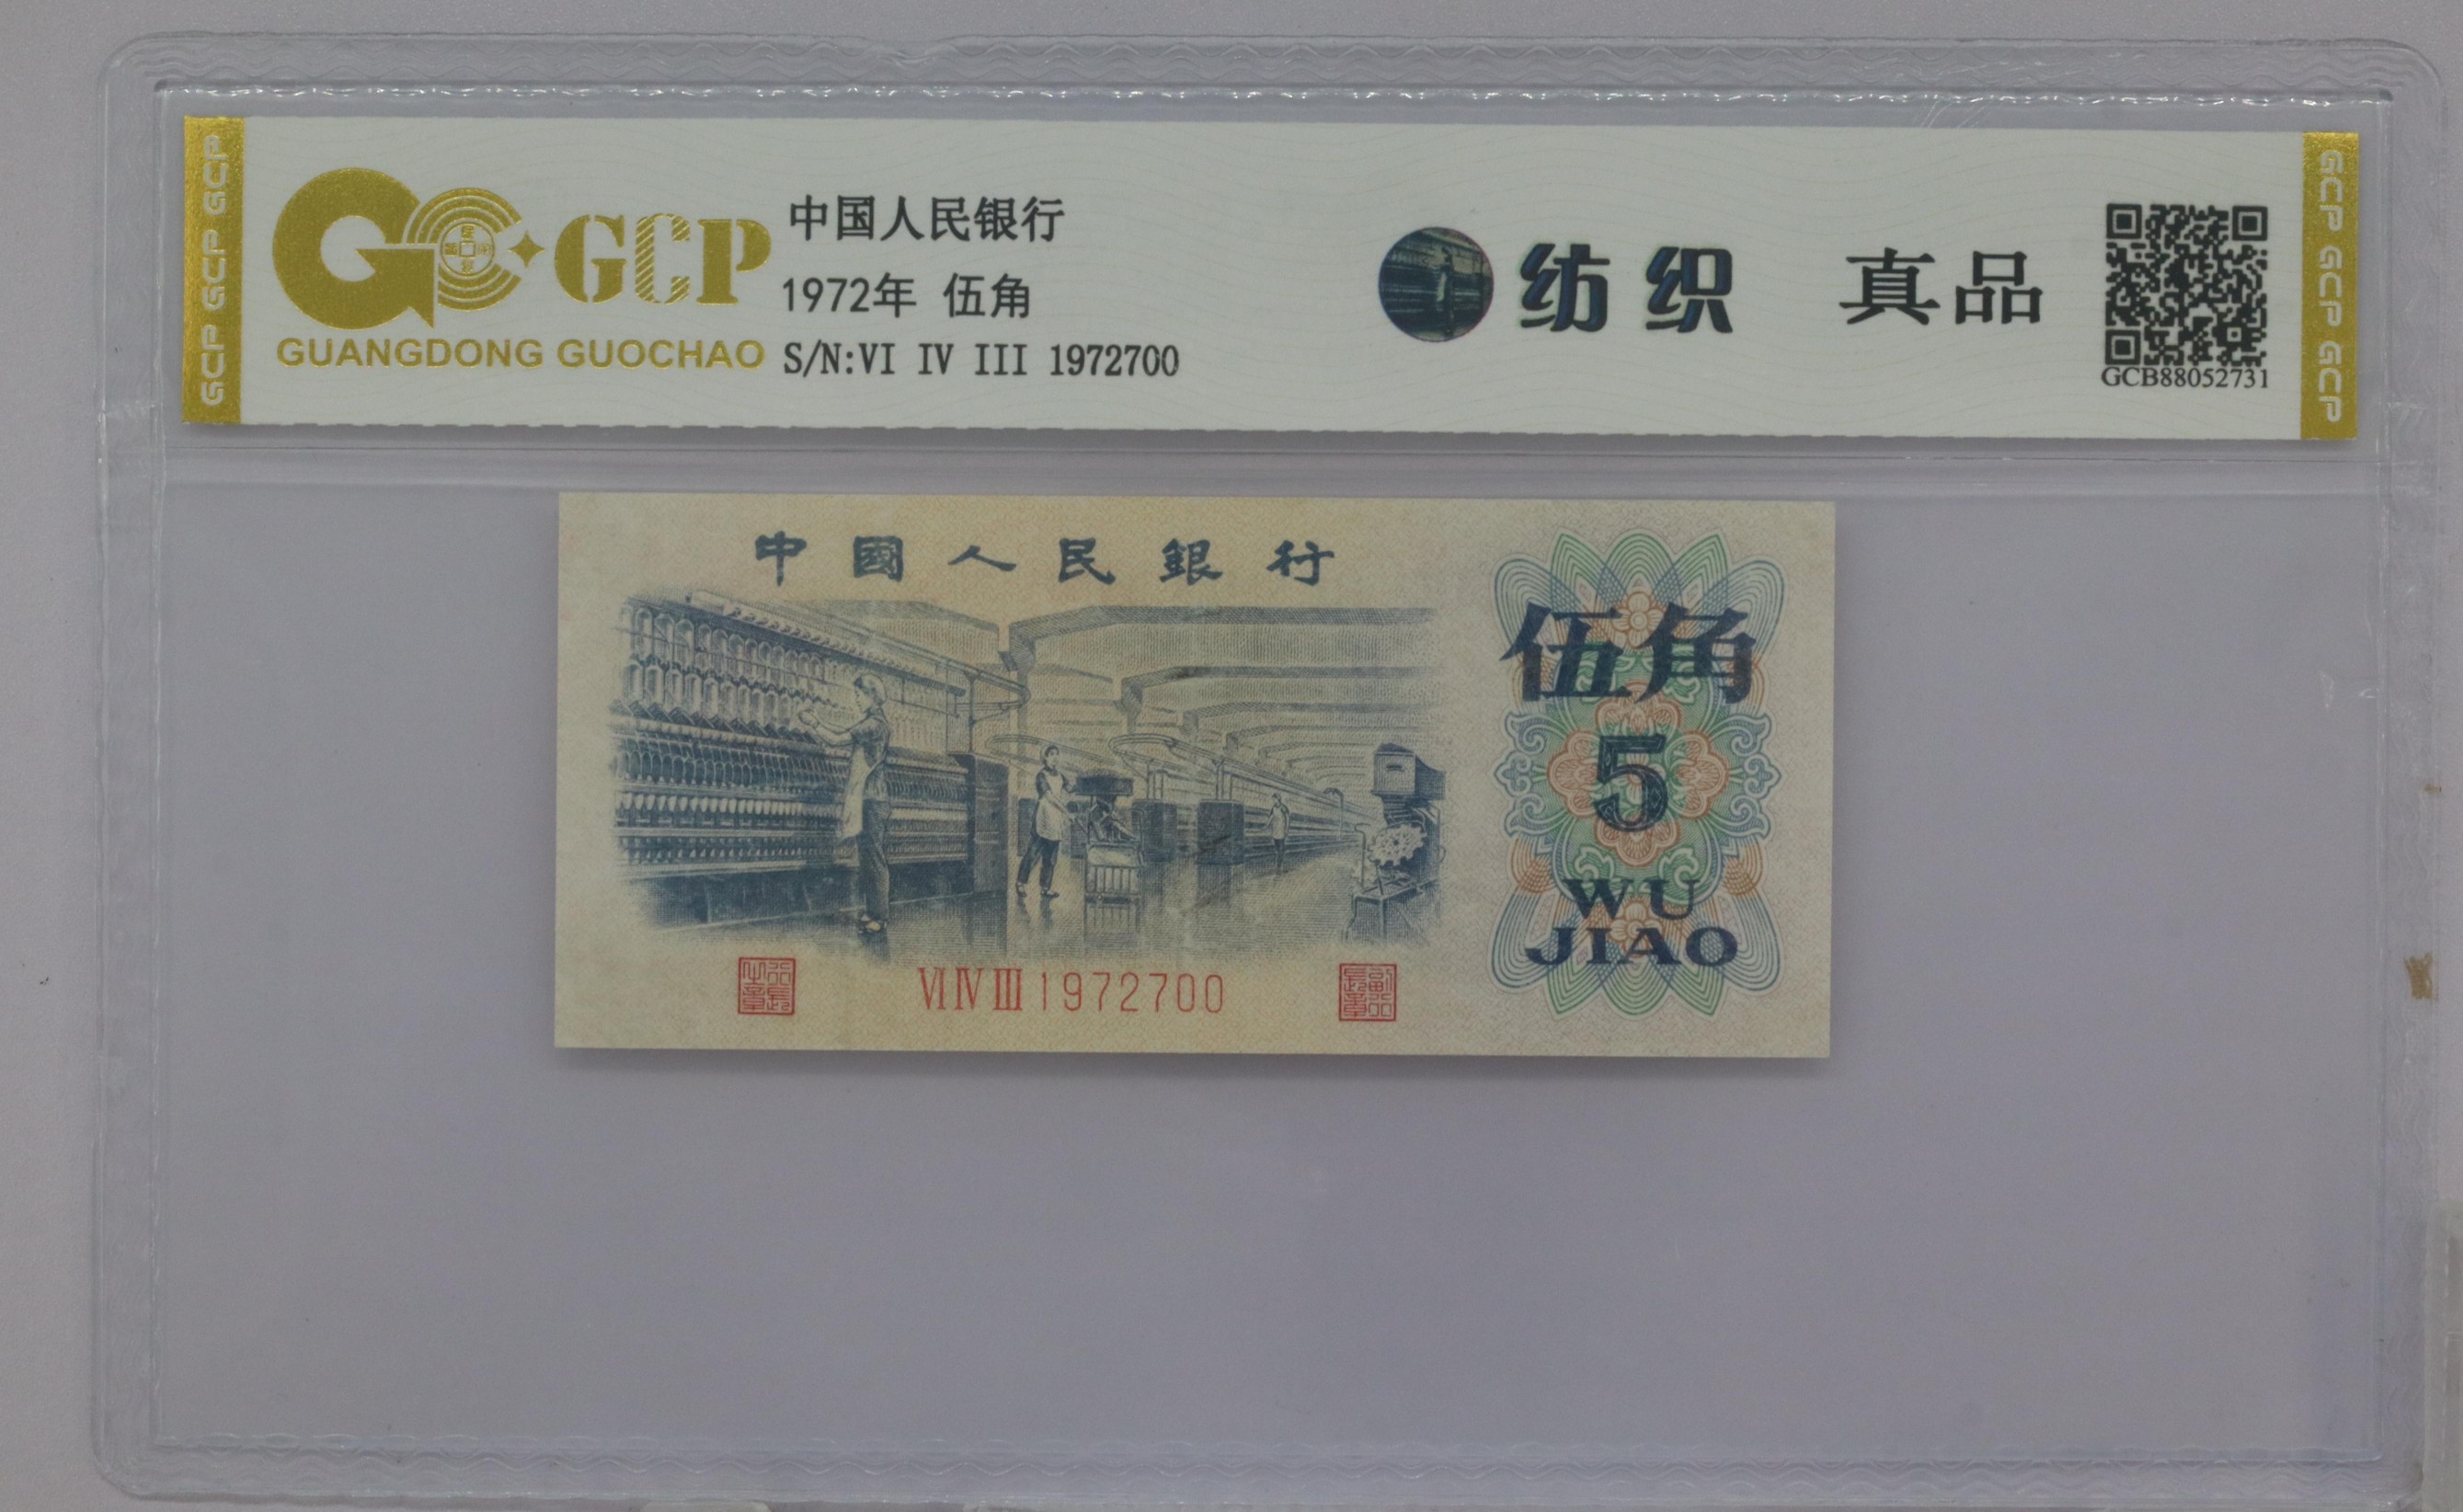 GCP GCP GCP
GCP
GUANGDONG GUOCHAO
中国人民银行
1972年 伍角
S/N:VI IV III 1972700
纺织 真品
GCB88052731
GCP GCP GCP
中國人民銀行
伍角
5
WU
JIAO
VI IV III 1972700